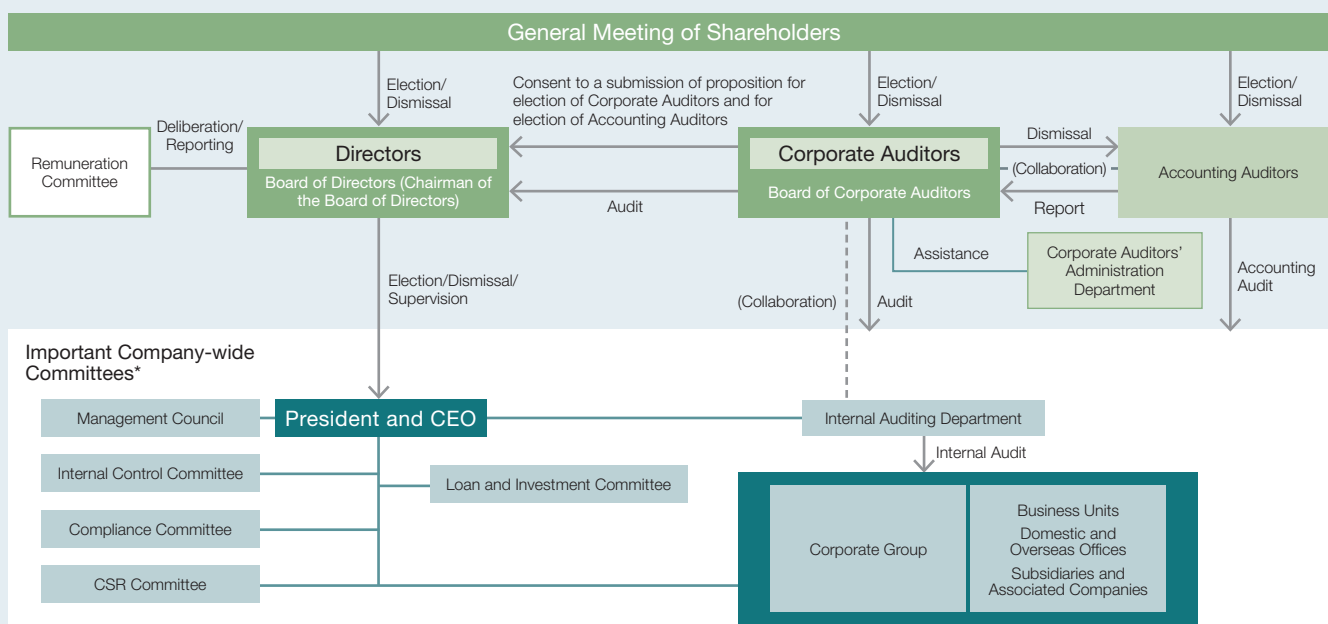 General Meeting of Shareholders
Election/
Dismissal
Consent to a submission of proposition for
election of Corporate Auditors and for
election of Accounting Auditors
Election/
Dismissal
Election/
Dismissal
Remuneration
Committee
Deliberation/
Reporting
Directors
Board of Directors (Chairman of
the Board of Directors)
Audit
Corporate Auditors
Board of Corporate Auditors
Dismissal
(Collaboration)
Report
Accounting Auditors
Election/Dismissal/
Supervision
(Collaboration)
Audit
Assistance
Corporate Auditors'
Administration
Department
Accounting
Audit
Important Company-wide
Committees*
Management Council
President and CEO
Internal Auditing Department
Internal Audit
Internal Control Committee
Loan and Investment Committee
Compliance Committee
CSR Committee
Corporate Group
Business Units
Domestic and
Overseas Offices
Subsidiaries and
Associated Companies